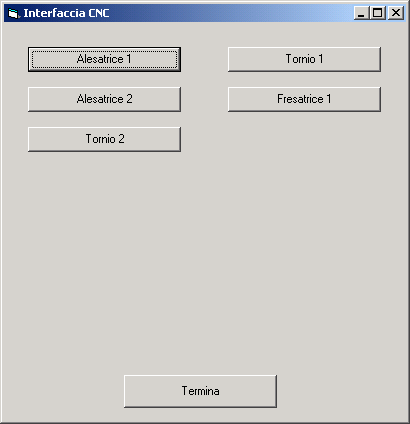 Interfaccia CNC
Alesatrice 1
Tornio 1
Alesatrice 2
Fresatrice 1
Tornio 2
Termina